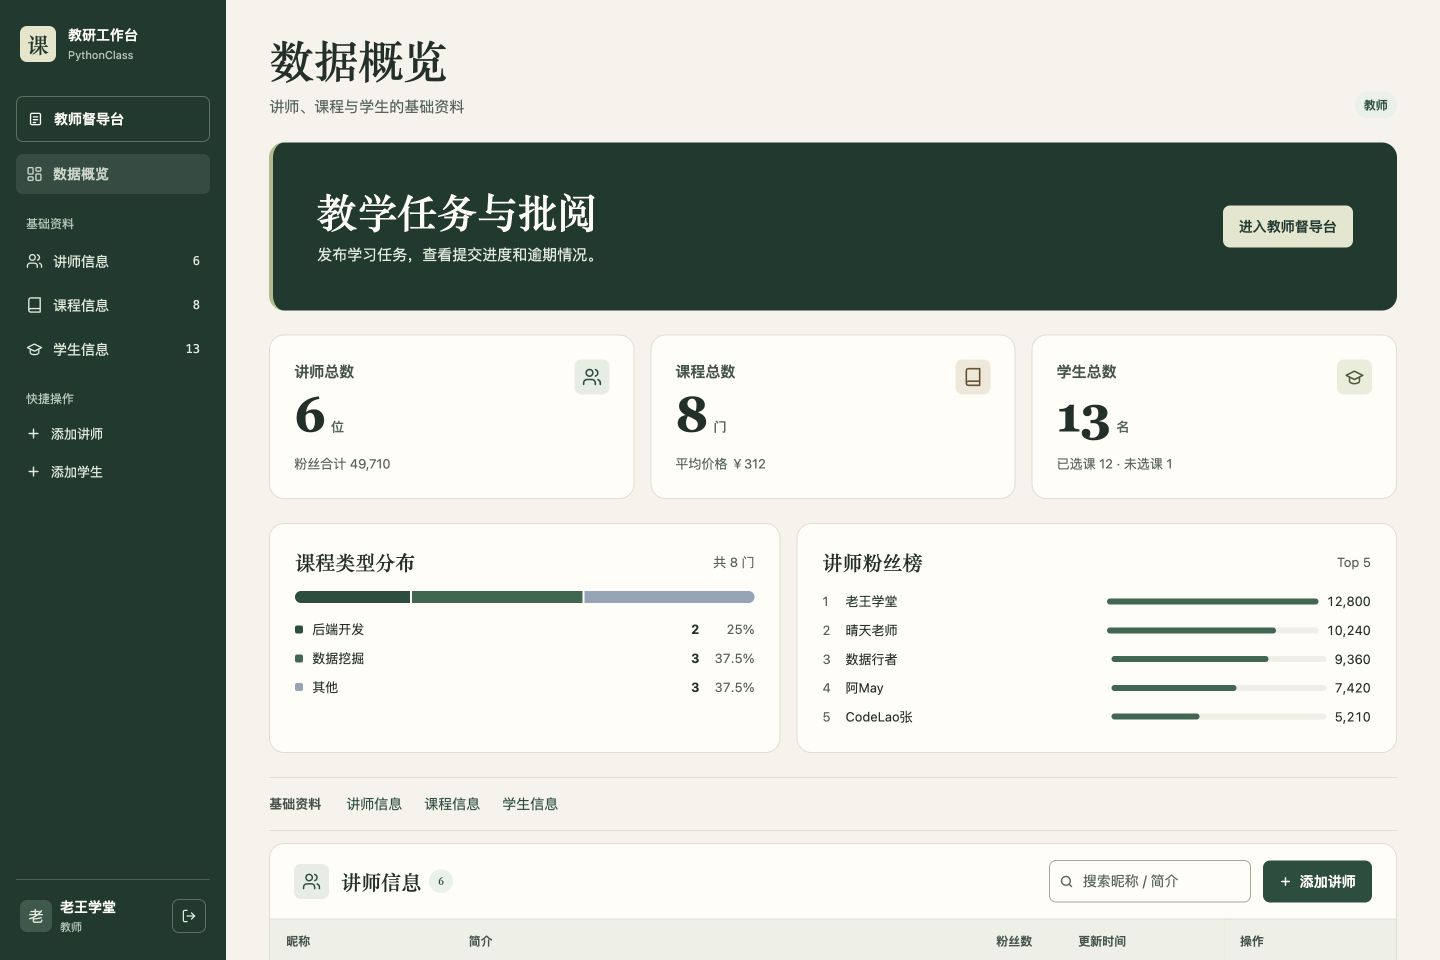 课
教研工作台
PythonClass
教师督导台
数据概览
基础资料
讲师信息 6
课程信息 8
学生信息 13
快捷操作
+ 添加讲师
+ 添加学生
老
老王学堂
教师
数据概览
讲师、课程与学生的基础资料
教师
教学任务与批阅
发布学习任务，查看提交进度和逾期情况。
进入教师督导台
讲师总数
6 位
粉丝合计 49,710
课程总数
8 门
平均价格 ¥312
学生总数
13 名
已选课 12 · 未选课 1
课程类型分布 共 8 门
后端开发 2 25%
数据挖掘 3 37.5%
其他 3 37.5%
讲师粉丝榜 Top 5
1 老王学堂 12,800
2 晴天老师 10,240
3 数据行者 9,360
4 阿May 7,420
5 CodeLao张 5,210
基础资料 讲师信息 课程信息 学生信息
讲师信息 6
搜索昵称 / 简介
+ 添加讲师
昵称 简介 粉丝数 更新时间 操作